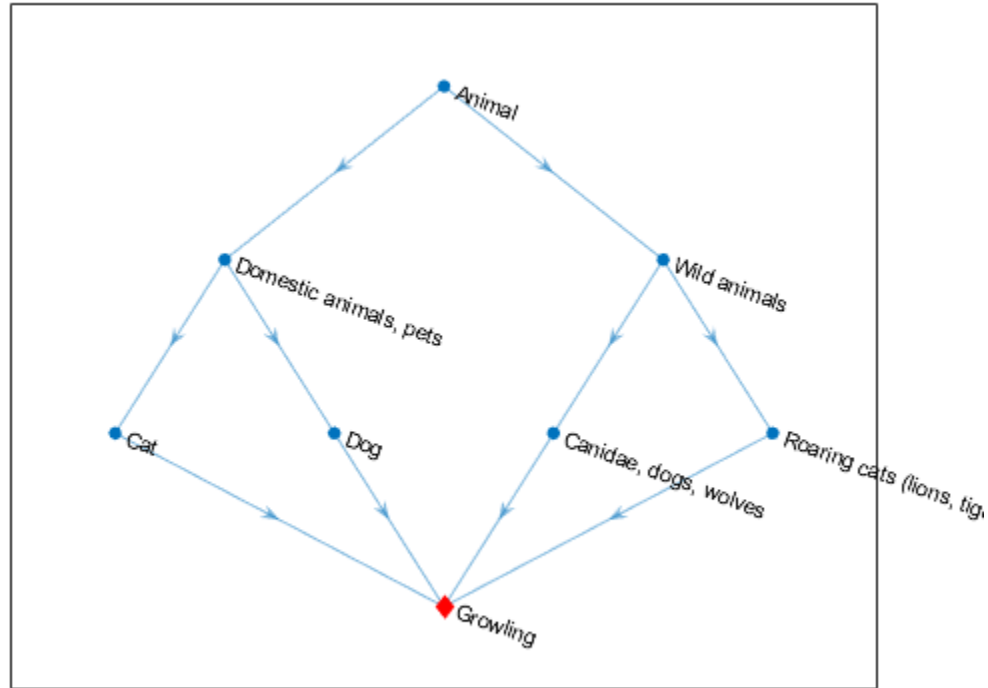 Animal
Domestic animals, pets
Wild animals
Cat
Dog
Canidae, dogs, wolves
Roaring cats (lions,
Growling